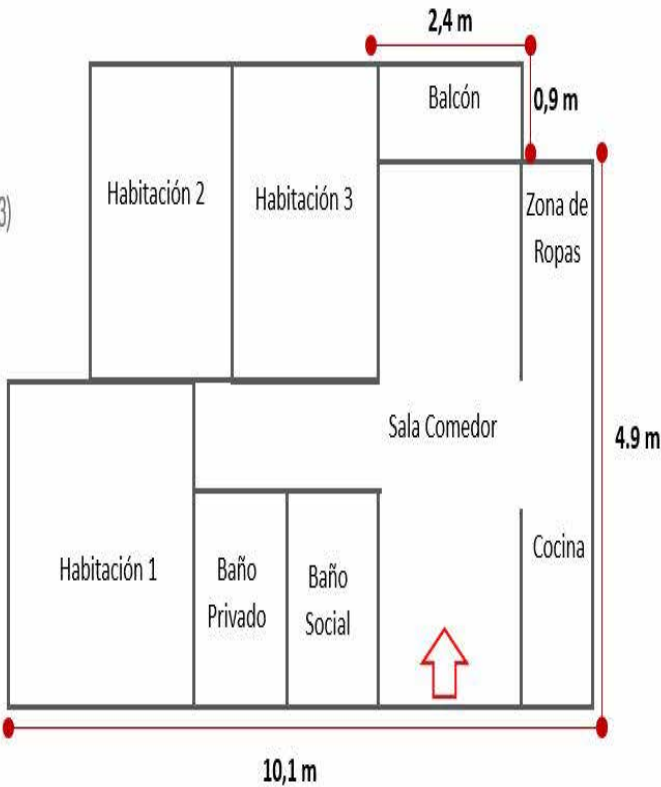 2,4 m
Balcón
0,9 m
Habitación 2
Habitación 3
Zona de
Ropas
3)
Sala Comedor
4.9 m
Habitación 1
Baño
Privado
Baño
Social
Cocina
10,1 m